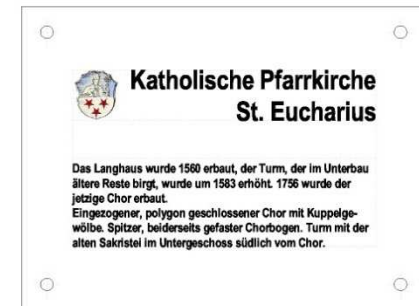 Katholische Pfarrkirche
St. Eucharius
Das Langhaus wurde 1560 erbaut, der Turm, der im Unterbau
ältere Reste birgt, wurde um 1583 erhöht. 1756 wurde der
jetzige Chor erbaut.
Eingezogener, polygon geschlossener Chor mit Kuppelge-
wölbe. Spitzer, beiderseits gefaster Chorbogen. Turm mit der
alten Sakristei im Untergeschoss südlich vom Chor.